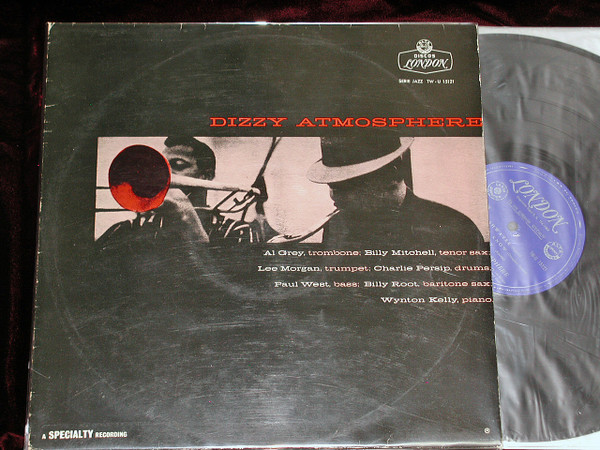 DISCOS
LONDON
SERIE JAZZ TW - U 13121
DIZZY ATMOSPHERE
Al Grey, trombone; Billy Mitchell, tenor sax;
Lee Morgan, trumpet; Charlie Persip, drums;
Paul West, bass; Billy Root, baritone sax;
Wynton Kelly, piano.
A SPECIALTY RECORDING
LONDON